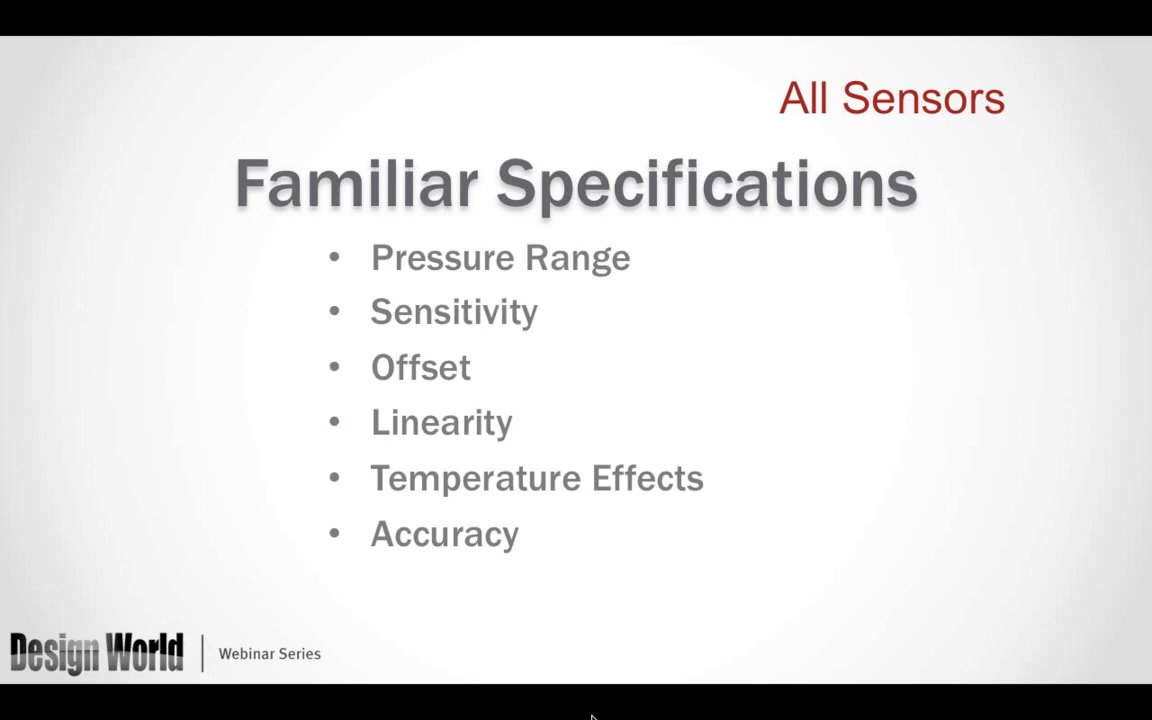 All Sensors
Familiar Specifications
• Pressure Range
• Sensitivity
• Offset
• Linearity
• Temperature Effects
• Accuracy
Design World | Webinar Series